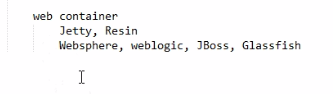 web container
Jetty, Resin
Websphere, weblogic, JBoss, Glassfish